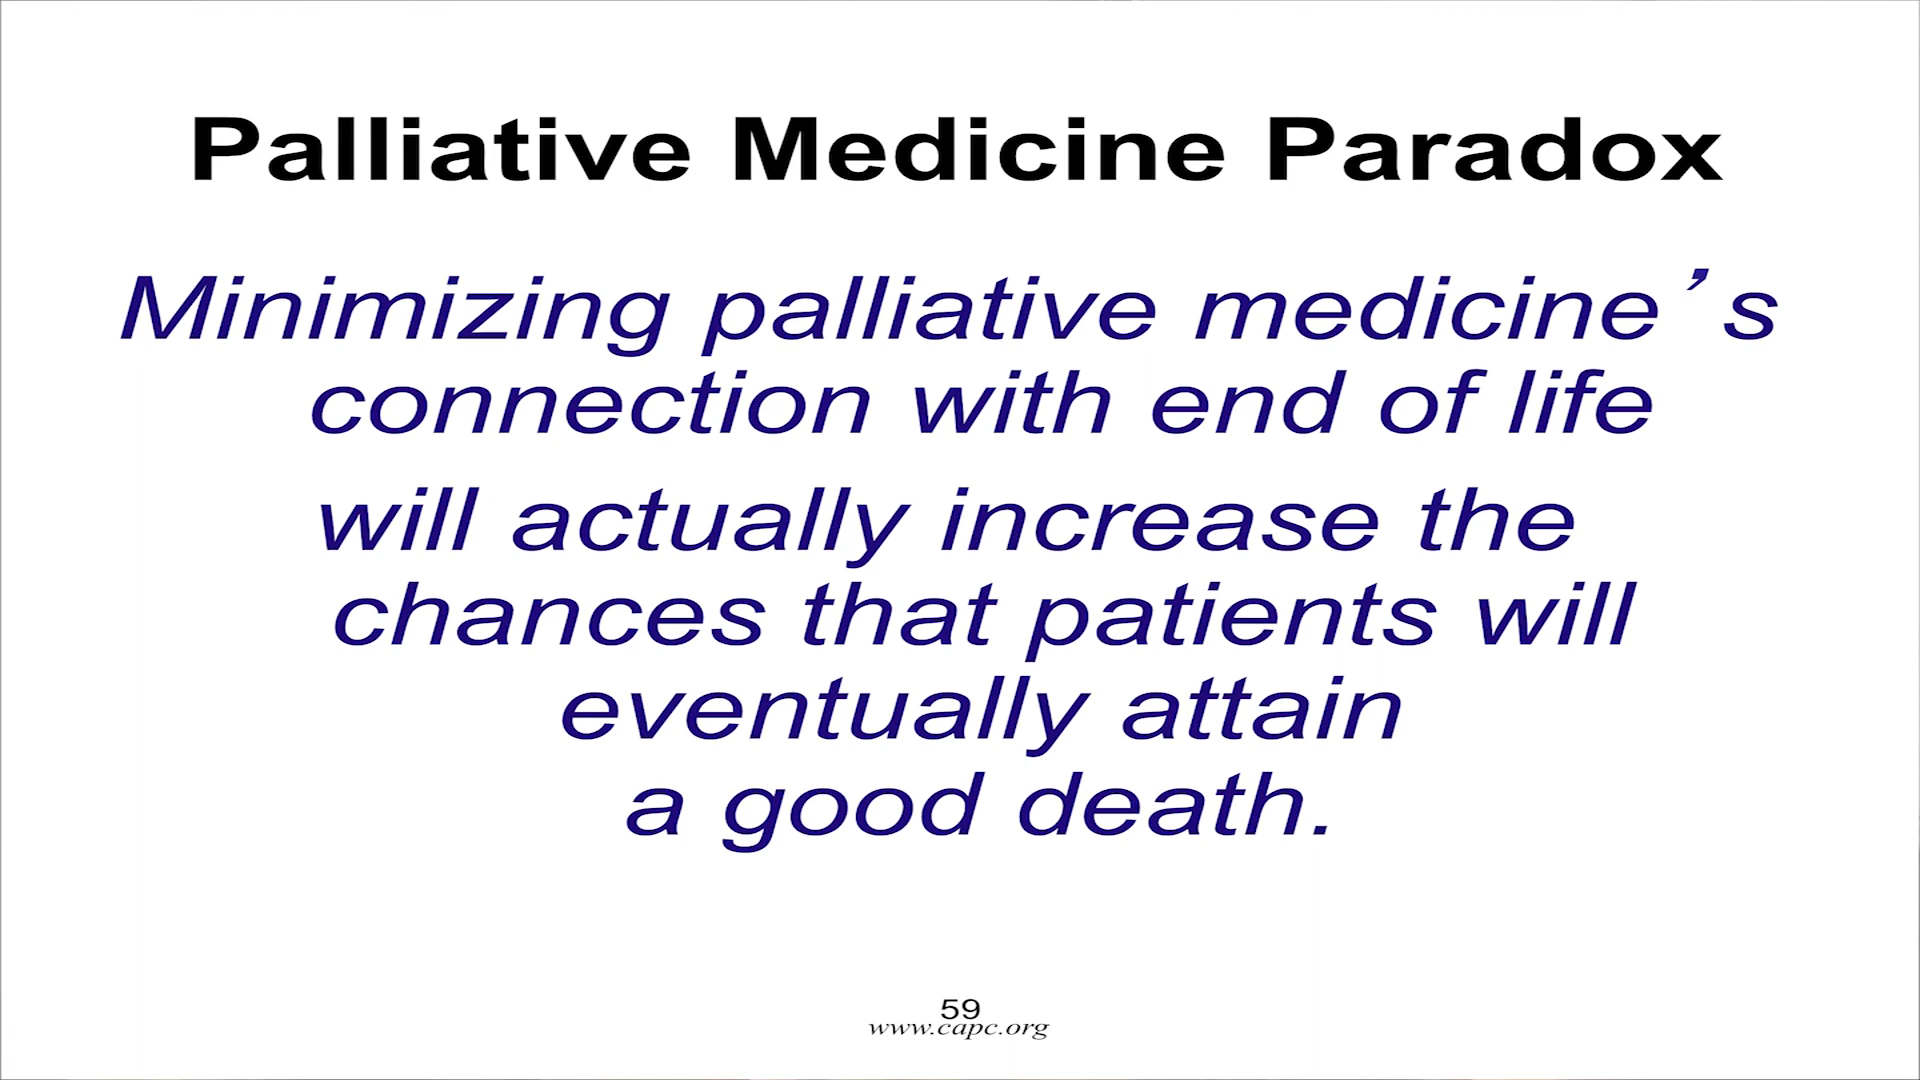 Palliative Medicine Paradox
Minimizing palliative medicine’s
connection with end of life
will actually increase the
chances that patients will
eventually attain
a good death.
59
www.capc.org